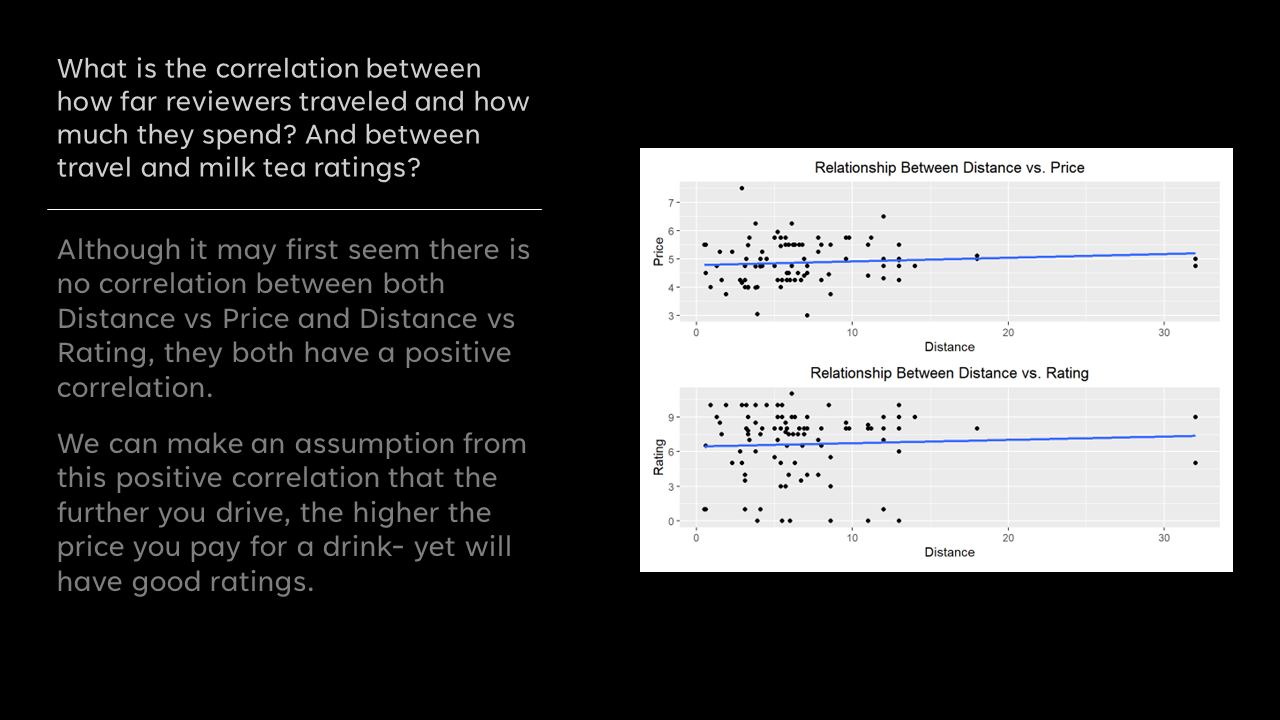 What is the correlation between
how far reviewers traveled and how
much they spend? And between
travel and milk tea ratings?
Although it may first seem there is
no correlation between both
Distance vs Price and Distance vs
Rating, they both have a positive
correlation.
We can make an assumption from
this positive correlation that the
further you drive, the higher the
price you pay for a drink- yet will
have good ratings.
Relationship Between Distance vs. Price
Price
7
6
5
4
3
0 10 20 30
Distance
Relationship Between Distance vs. Rating
Rating
9
6
3
0
0 10 20 30
Distance